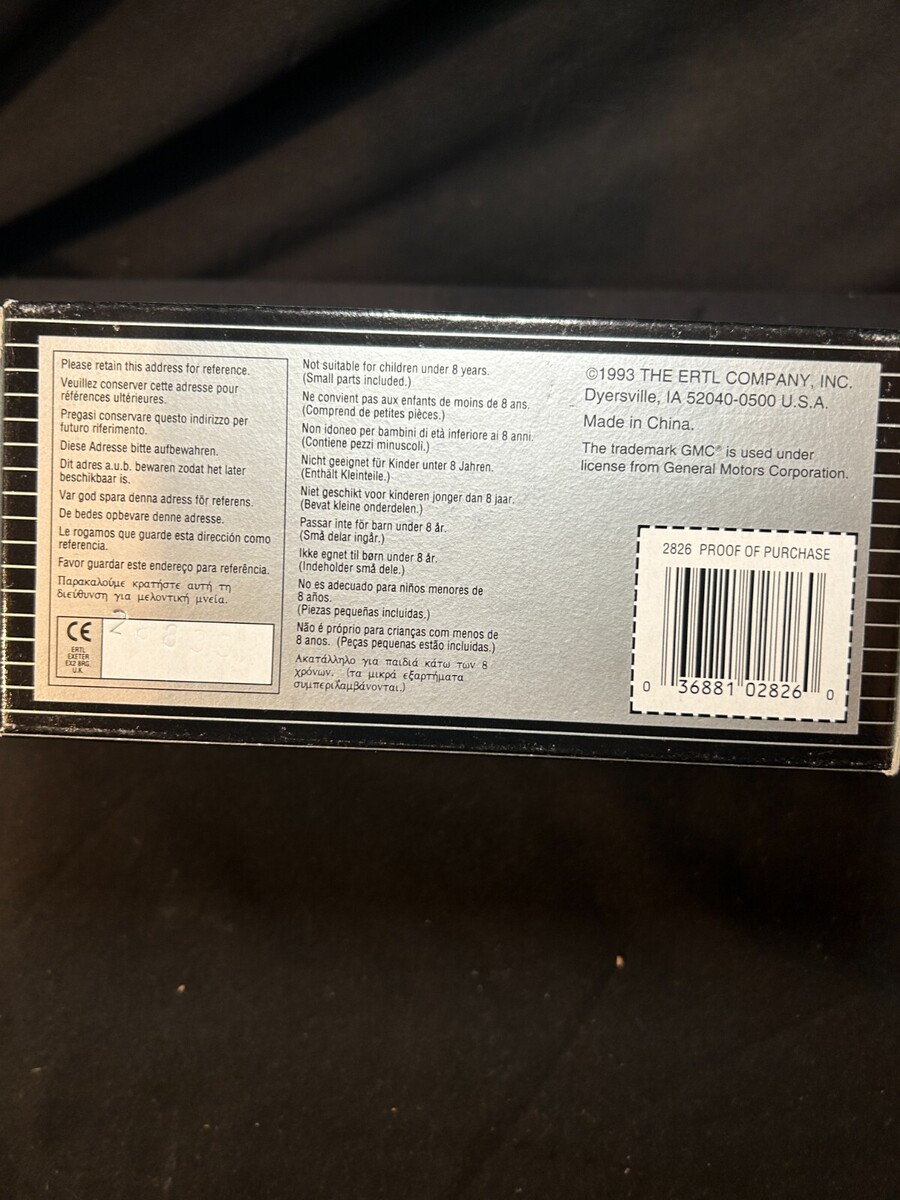 Please retain this address for reference.
Veuillez conserver cette adresse pour
références ultérieures.
Pregasi conservare questo indirizzo per
futuro riferimento.
Diese Adresse bitte aufbewahren.
Dit adres a.u.b. bewaren zodat het later
beschikbaar is.
Var god spara denna adress för referens.
De bedes opbevare denne adresse.
Le rogamos que guarde esta dirección como
referencia.
Favor guardar este endereço para referência.
Παρακαλούμε κρατήστε αυτή τη
διεύθυνση για μελοντική μνεία.
CE
ERTL
EXETER
EX2 8RG.
U.K.
Not suitable for children under 8 years.
(Small parts included.)
Ne convient pas aux enfants de moins de 8 ans.
(Comprend de petites pièces.)
Non idoneo per bambini di età inferiore ai 8 anni.
(Contiene pezzi minuscoli.)
Nicht geeignet für Kinder unter 8 Jahren.
(Enthält Kleinteile.)
Niet geschikt voor kinderen jonger dan 8 jaar.
(Bevat kleine onderdelen.)
Passar inte för barn under 8 år.
(Små delar ingår.)
Ikke egnet til børn under 8 år.
(Indeholder små dele.)
No es adecuado para niños menores de
8 años.
(Piezas pequeñas incluidas.)
Não é próprio para crianças com menos de
8 anos. (Peças pequenas estão incluidas.)
Ακατάλληλο για παιδιά κάτω των 8
χρόνων. (τα μικρά εξαρτήματα
συμπεριλαμβάνονται.)
©1993 THE ERTL COMPANY, INC.
Dyersville, IA 52040-0500 U.S.A.
Made in China.
The trademark GMC® is used under
license from General Motors Corporation.
2826 PROOF OF PURCHASE
0 36881 02826 0